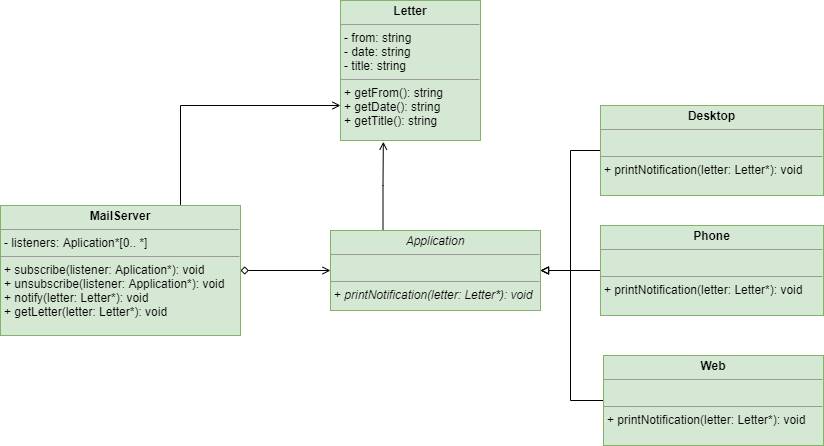 Letter
- from: string
- date: string
- title: string
+ getFrom(): string
+ getDate(): string
+ getTitle(): string
MailServer
- listeners: Aplication*[0.. *]
+ subscribe(listener: Aplication*): void
+ unsubscribe(listener: Application*): void
+ notify(letter: Letter*): void
+ getLetter(letter: Letter*): void
Application
+ printNotification(letter: Letter*): void
Desktop
+ printNotification(letter: Letter*): void
Phone
+ printNotification(letter: Letter*): void
Web
+ printNotification(letter: Letter*): void